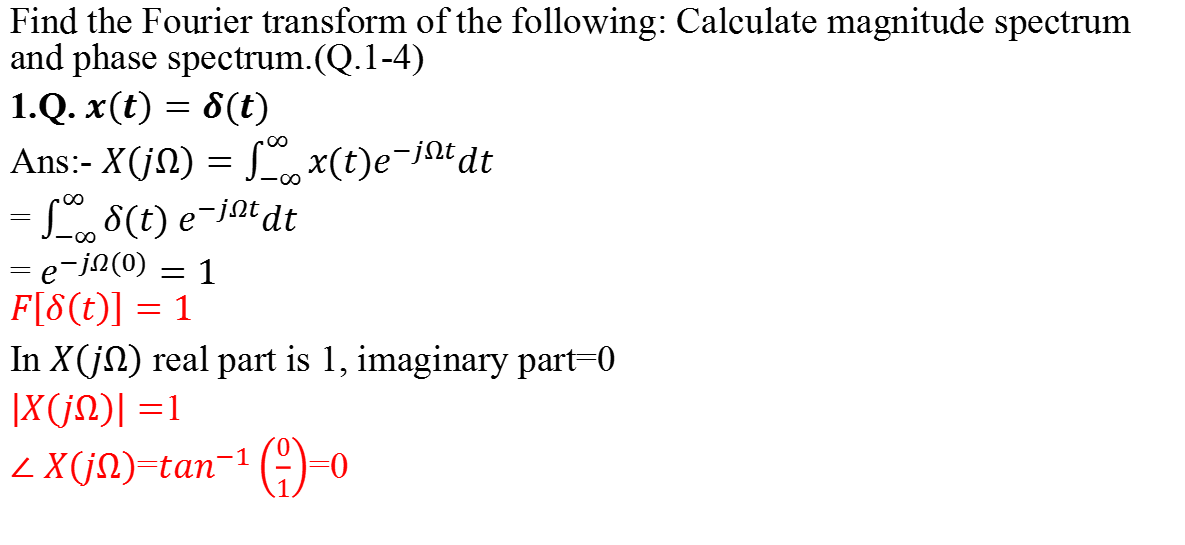 Find the Fourier transform of the following: Calculate magnitude spectrum
and phase spectrum.(Q.1-4)
1.Q. x(t) = δ(t)
Ans:- X(jΩ) = ∫_{−∞}^{∞} x(t)e^{−jΩt}dt
= ∫_{−∞}^{∞} δ(t) e^{−jΩt}dt
= e^{−jΩ(0)} = 1
F[δ(t)] = 1
In X(jΩ) real part is 1, imaginary part=0
|X(jΩ)| =1
∠ X(jΩ)=tan^{−1} (0/1)=0